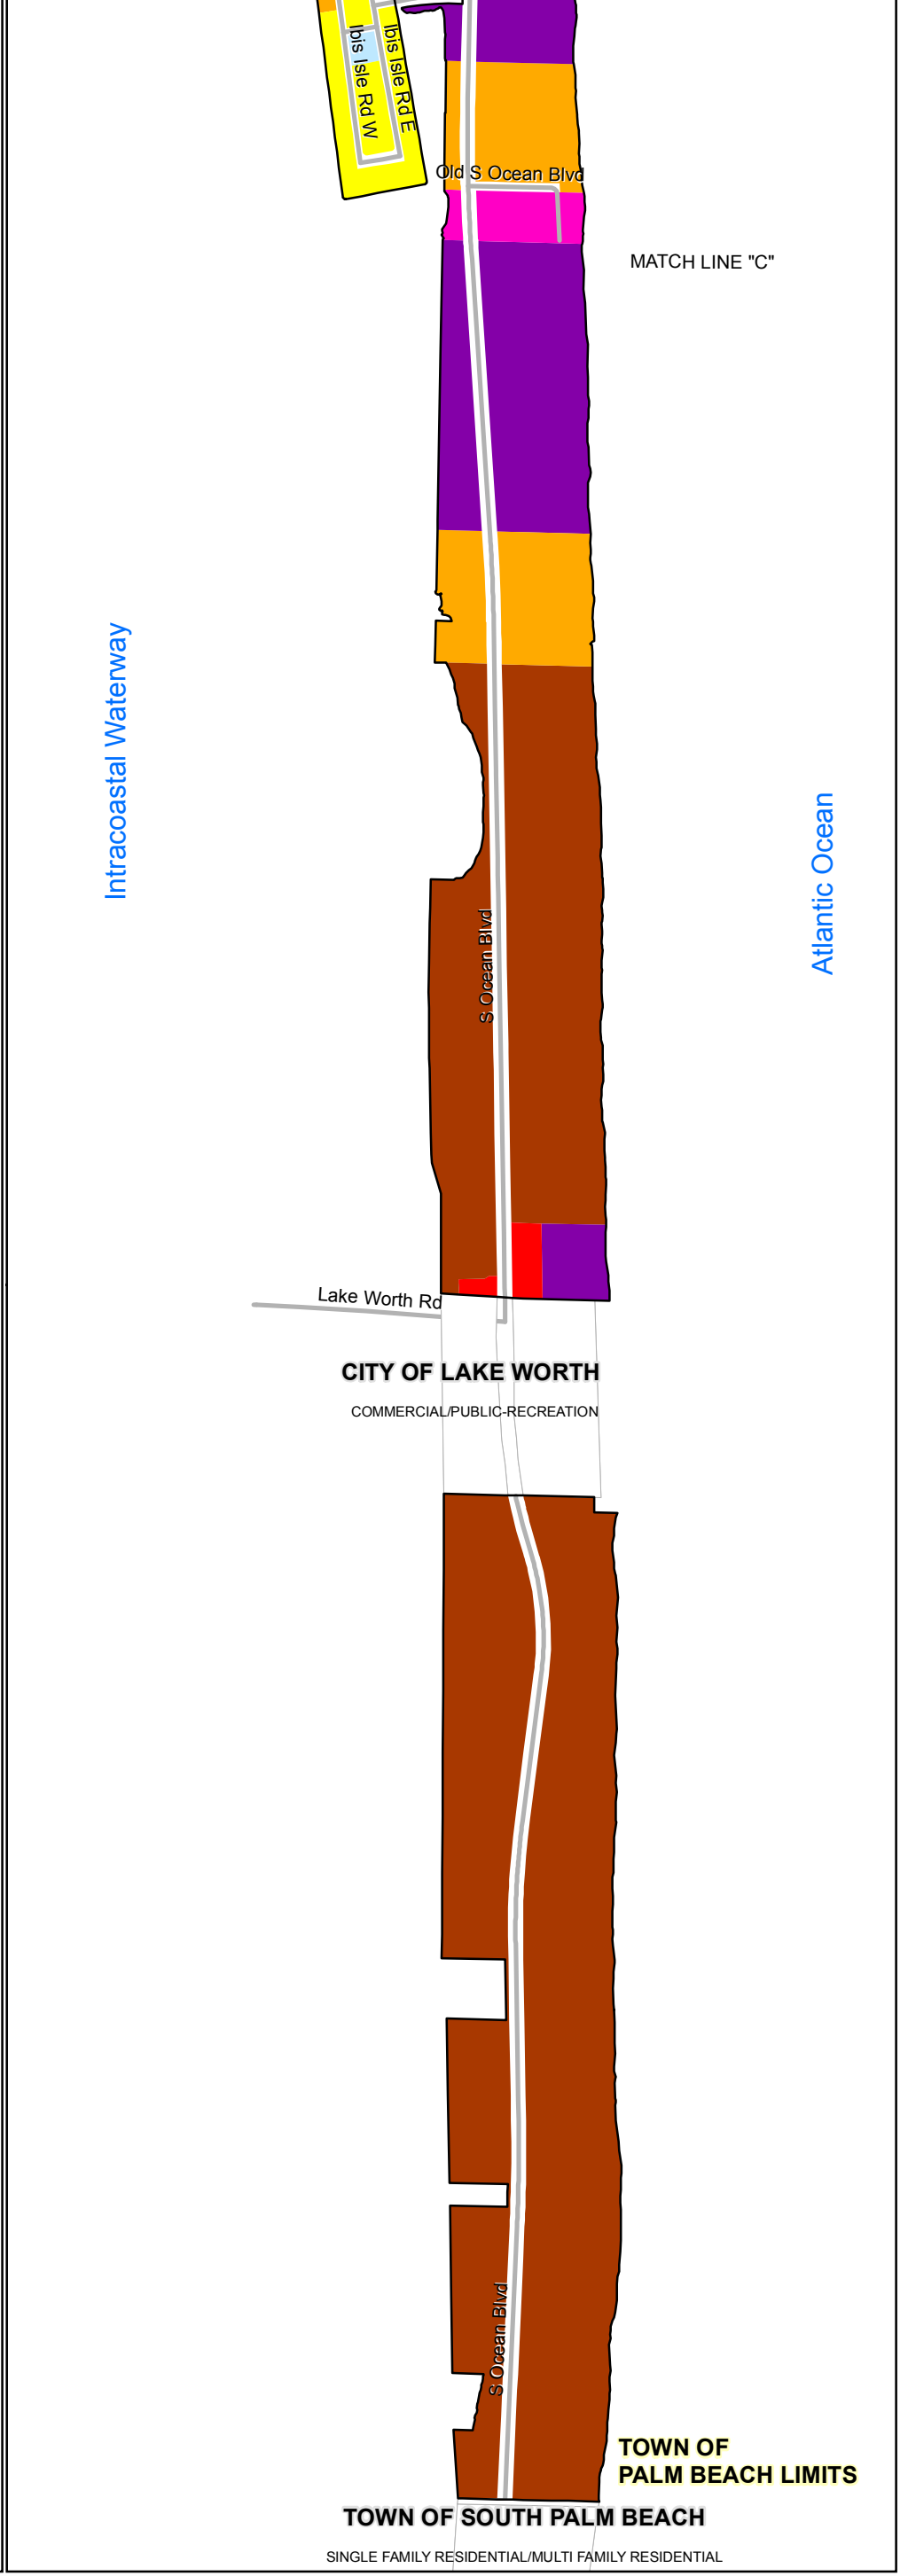 Ibis Isle Rd W
Ibis Isle Rd E
Old S Ocean Blvd
MATCH LINE "C"
Intracoastal Waterway
Atlantic Ocean
S Ocean Blvd
Lake Worth Rd
CITY OF LAKE WORTH
COMMERCIAL/PUBLIC-RECREATION
S Ocean Blvd
TOWN OF
PALM BEACH LIMITS
TOWN OF SOUTH PALM BEACH
SINGLE FAMILY RESIDENTIAL/MULTI FAMILY RESIDENTIAL